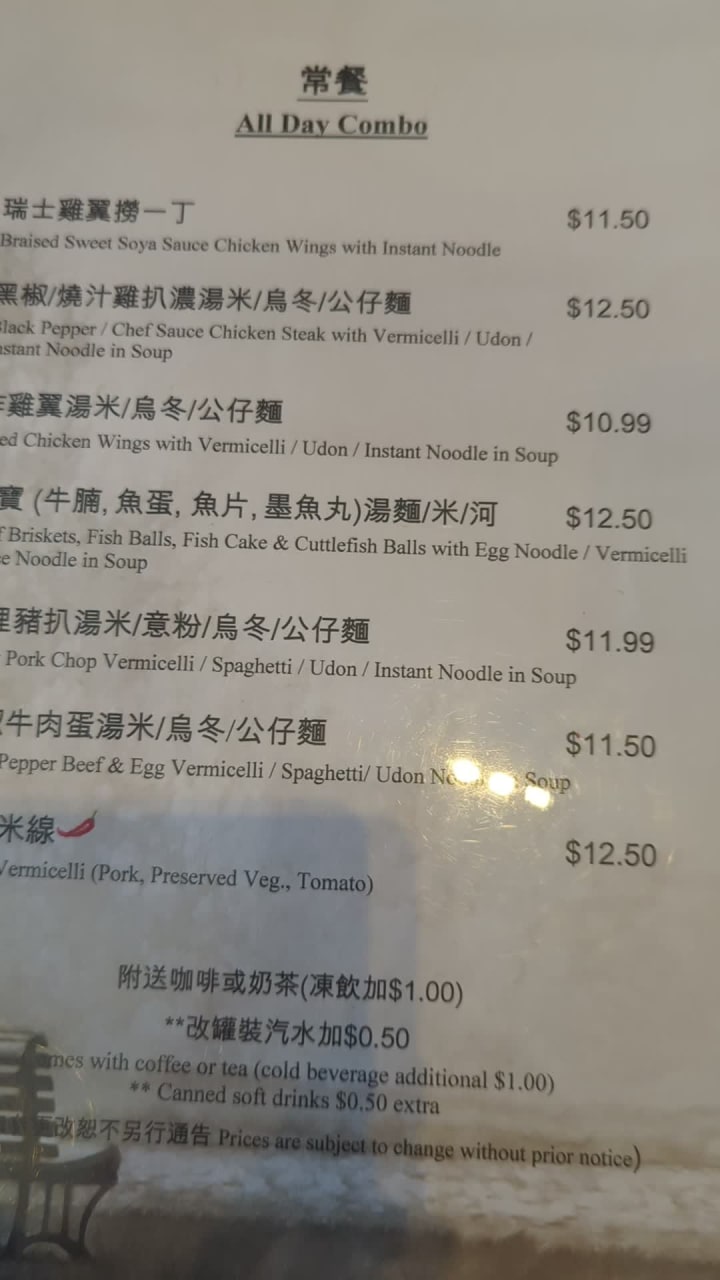 常餐
All Day Combo
瑞士雞翼撈一丁 $11.50
Braised Sweet Soya Sauce Chicken Wings with Instant Noodle
黑椒/燒汁雞扒濃湯米/烏冬/公仔麵 $12.50
Black Pepper / Chef Sauce Chicken Steak with Vermicelli / Udon /
Instant Noodle in Soup
雞翼湯米/烏冬/公仔麵 $10.99
Chicken Wings with Vermicelli / Udon / Instant Noodle in Soup
寶 (牛腩, 魚蛋, 魚片, 墨魚丸)湯麵/米/河 $12.50
Briskets, Fish Balls, Fish Cake & Cuttlefish Balls with Egg Noodle / Vermicelli
Noodle in Soup
豬扒湯米/意粉/烏冬/公仔麵 $11.99
Pork Chop Vermicelli / Spaghetti / Udon / Instant Noodle in Soup
牛肉蛋湯米/烏冬/公仔麵 $11.50
Pepper Beef & Egg Vermicelli / Spaghetti/ Udon Soup
米線 $12.50
Vermicelli (Pork, Preserved Veg., Tomato)
附送咖啡或奶茶(凍飲加$1.00)
**改罐裝汽水加$0.50
with coffee or tea (cold beverage additional $1.00)
** Canned soft drinks $0.50 extra
更改恕不另行通告 Prices are subject to change without prior notice)